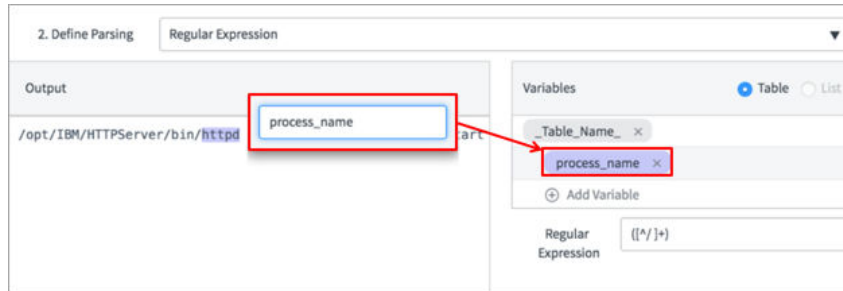 2. Define Parsing Regular Expression
Output
/opt/IBM/HTTPServer/bin/httpd process_name tart
Variables Table List
_Table_Name_ ×
process_name ×
Add Variable
Regular Expression ([^/ ]+)